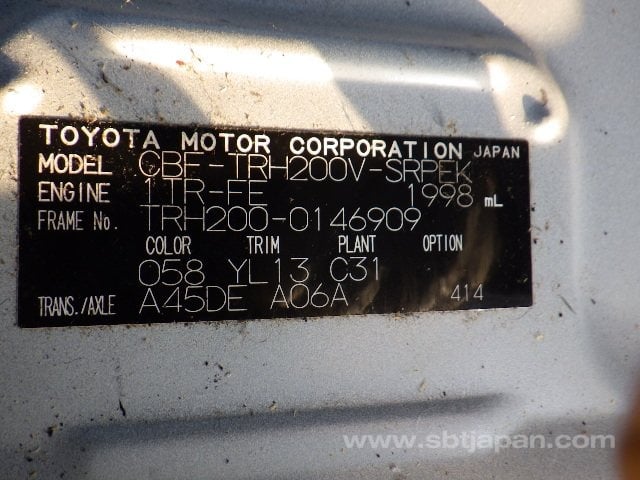 TOYOTA MOTOR CORPORATION JAPAN
MODEL CBF-TRH200V-SRPEK
ENGINE 1TR-FE 1998 mL
FRAME No. TRH200-0146909
COLOR TRIM PLANT OPTION
058 YL13 C31
TRANS./AXLE A45DE A06A 414
www.sbtjapan.com